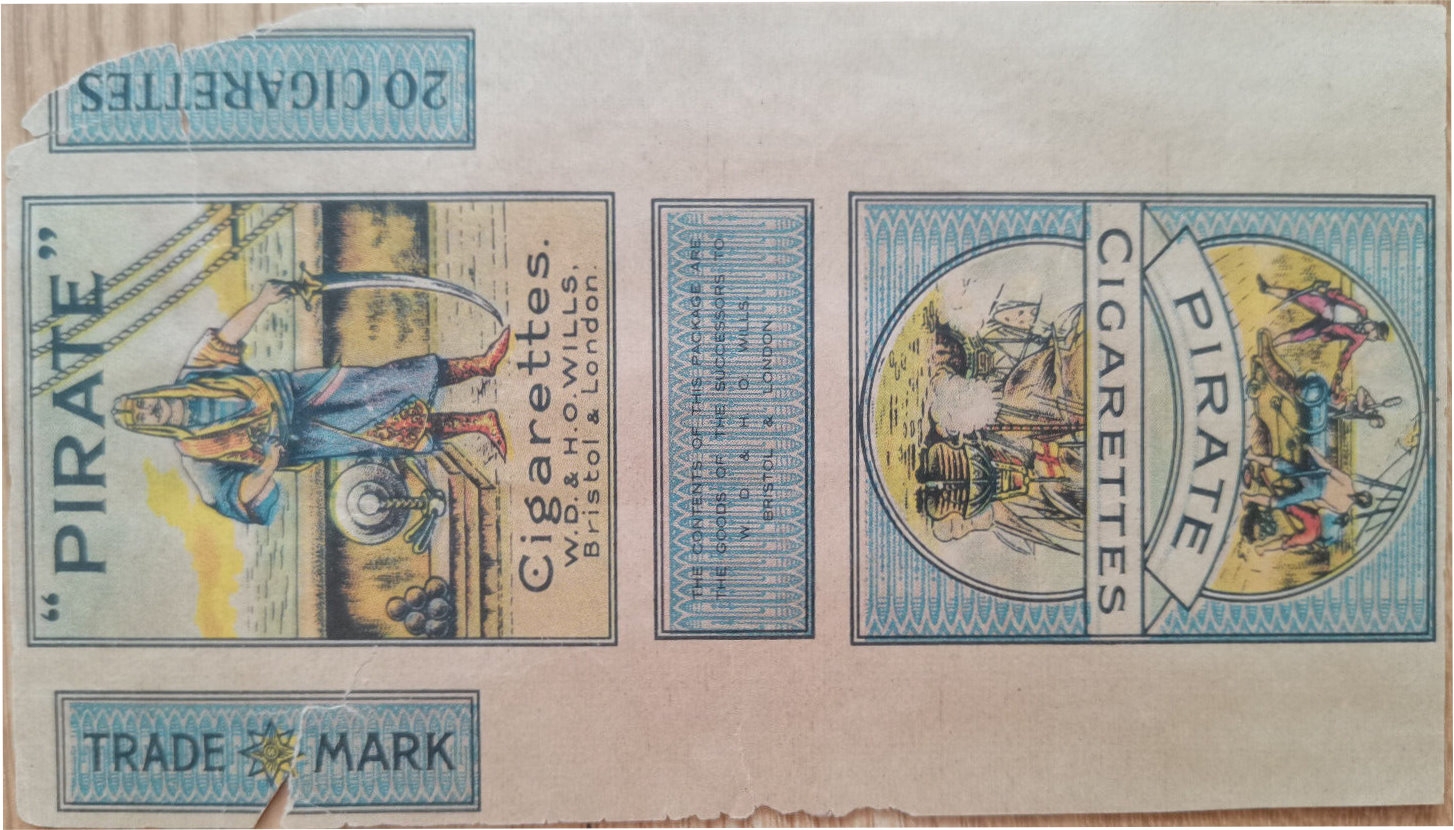 20 CIGARETTES
"PIRATE"
Cigarettes.
W.D. & H.O. WILLS,
Bristol & London.
TRADE MARK
THE CONTENTS OF THIS PACKAGE ARE
THE GOODS OF THE SUCCESSORS TO
W. D. & H. O. WILLS,
BRISTOL & LONDON
PIRATE
CIGARETTES